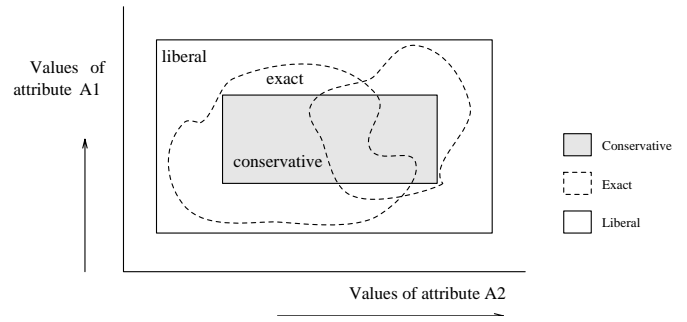 Values of
attribute A1
liberal
exact
conservative
Conservative
Exact
Liberal
Values of attribute A2